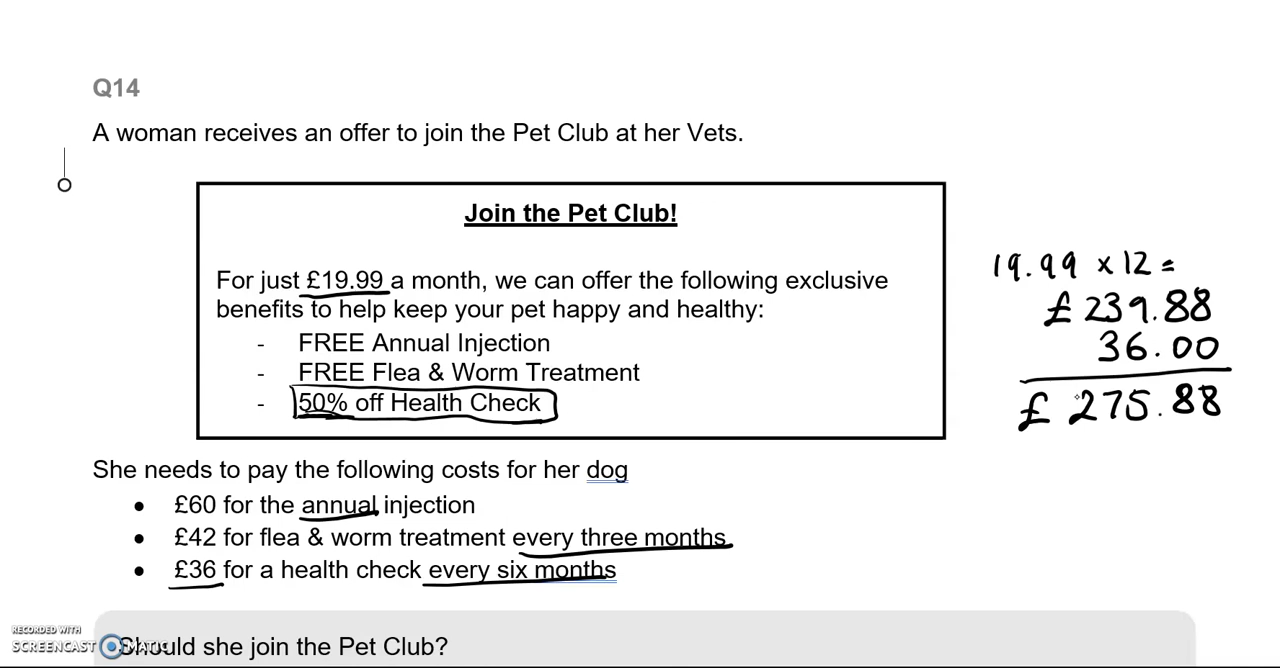 Q14
A woman receives an offer to join the Pet Club at her Vets.
Join the Pet Club!
For just £19.99 a month, we can offer the following exclusive
benefits to help keep your pet happy and healthy:
- FREE Annual Injection
- FREE Flea & Worm Treatment
- 50% off Health Check
19.99 x 12 =
£ 239.88
36.00
£ 275.88
She needs to pay the following costs for her dog
• £60 for the annual injection
• £42 for flea & worm treatment every three months
• £36 for a health check every six months
Should she join the Pet Club?
RECORDED WITH
SCREENCAST MATIC